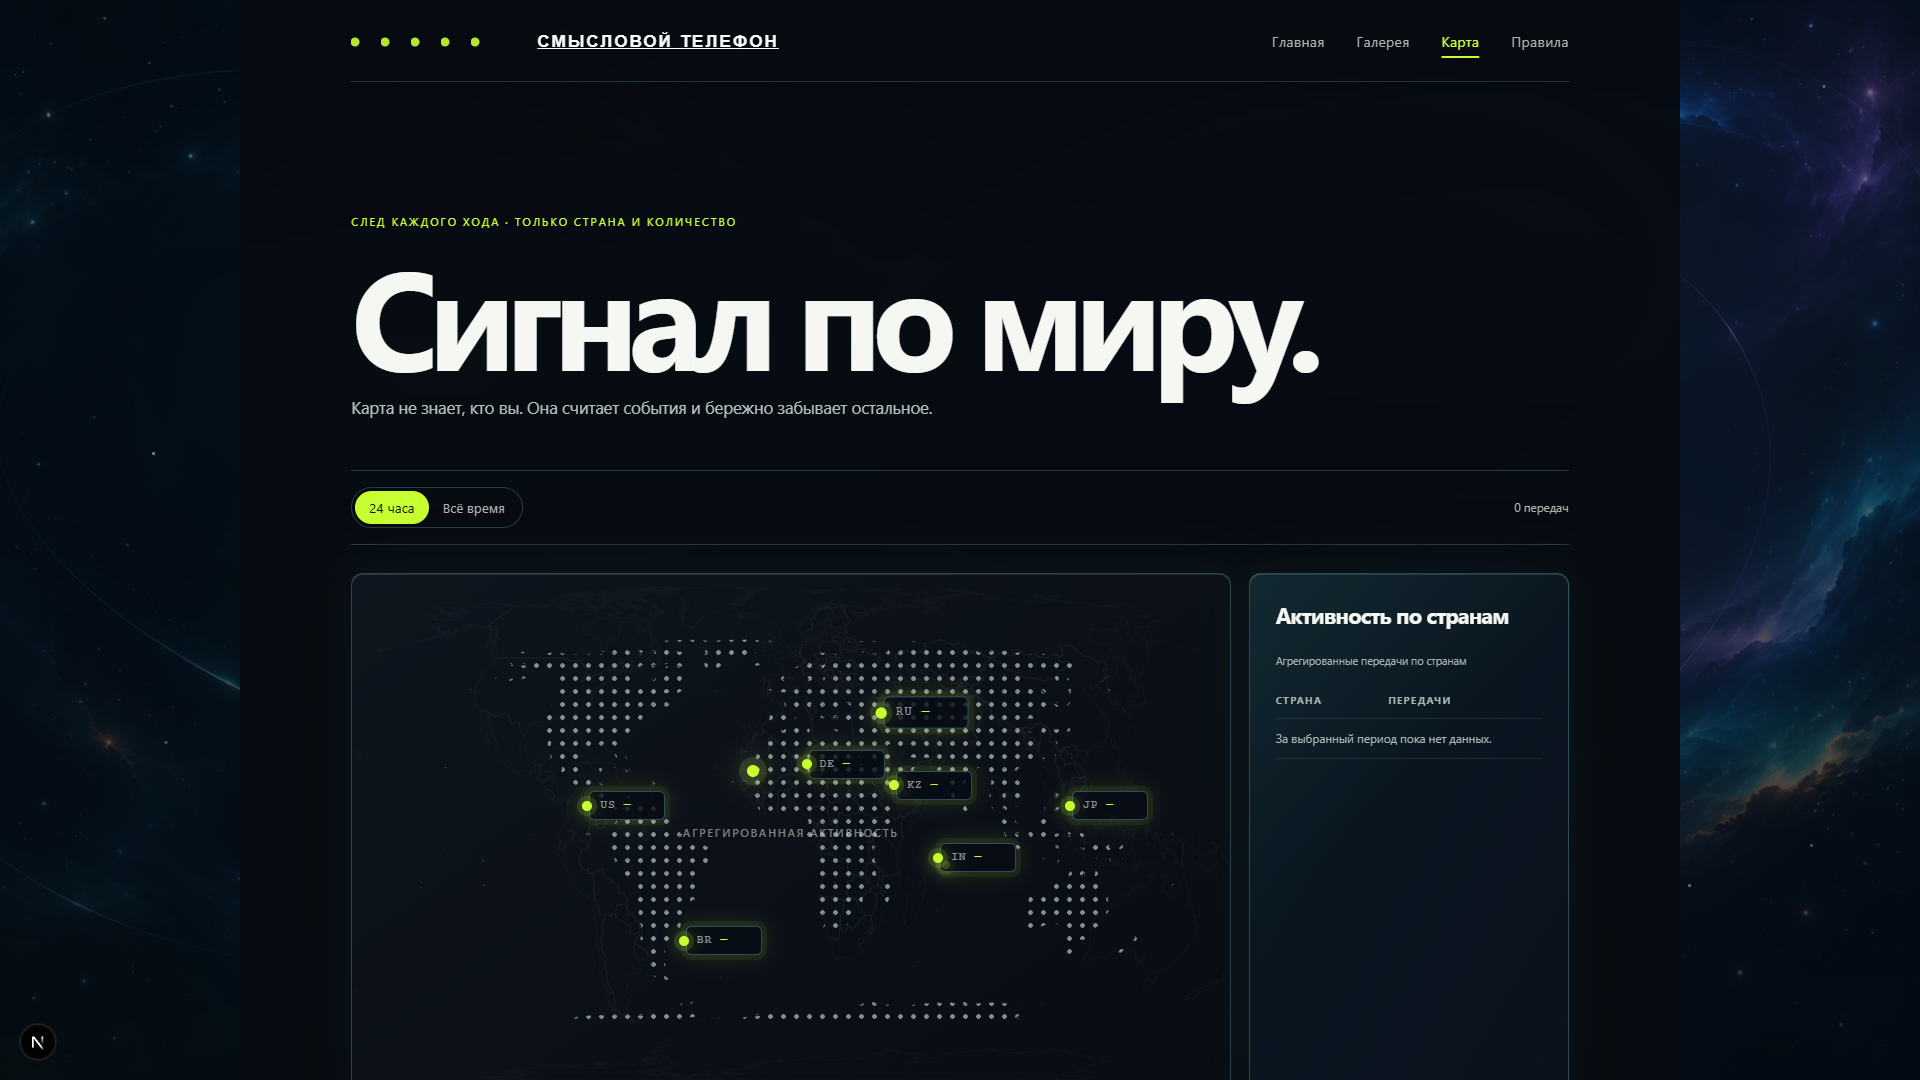 СМЫСЛОВОЙ ТЕЛЕФОН
Главная
Галерея
Карта
Правила
СЛЕД КАЖДОГО ХОДА · ТОЛЬКО СТРАНА И КОЛИЧЕСТВО
Сигнал по миру.
Карта не знает, кто вы. Она считает события и бережно забывает остальное.
24 часа
Всё время
0 передач
RU —
DE —
KZ —
US —
JP —
АГРЕГИРОВАННАЯ АКТИВНОСТЬ
IN —
BR —
Активность по странам
Агрегированные передачи по странам
СТРАНА ПЕРЕДАЧИ
За выбранный период пока нет данных.
N